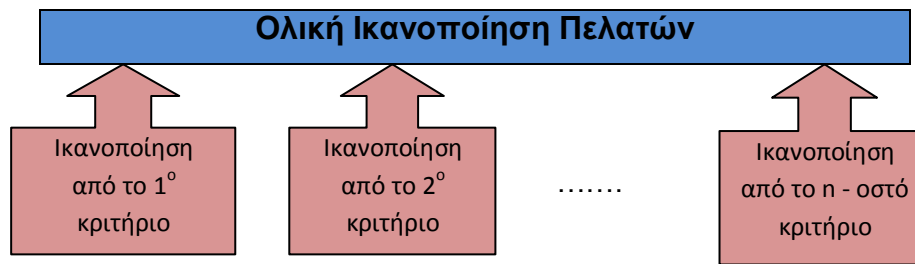 Ολική Ικανοποίηση Πελατών
Ικανοποίηση
από το 1ο
κριτήριο
Ικανοποίηση
από το 2ο
κριτήριο
.......
Ικανοποίηση
από το n - οστό
κριτήριο